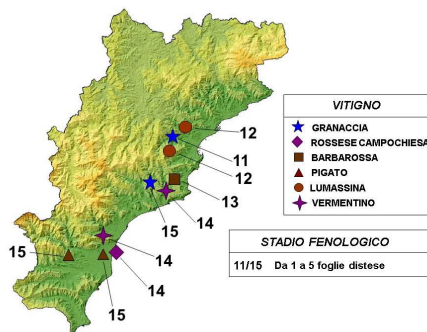 12
11
12
13
14
15
14
15
14
15
VITIGNO
GRANACCIA
ROSSESE CAMPOCHIESA
BARBAROSSA
PIGATO
LUMASSINA
VERMENTINO
STADIO FENOLOGICO
11/15 Da 1 a 5 foglie distese